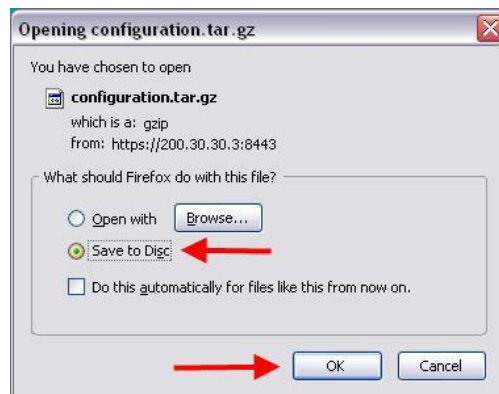 Opening configuration.tar.gz
You have chosen to open
configuration.tar.gz
which is a: gzip
from: https://200.30.30.3:8443
What should Firefox do with this file?
Open with
Browse...
Save to Disc
Do this automatically for files like this from now on.
OK
Cancel